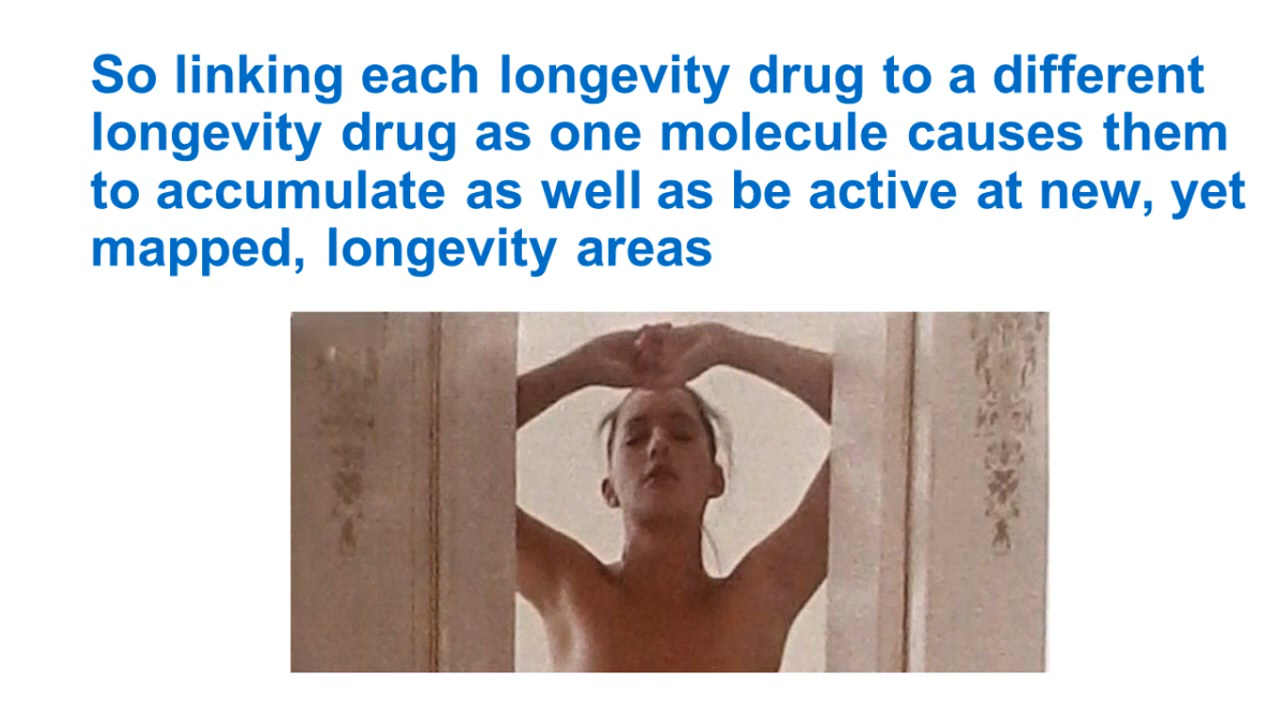 So linking each longevity drug to a different
longevity drug as one molecule causes them
to accumulate as well as be active at new, yet
mapped, longevity areas